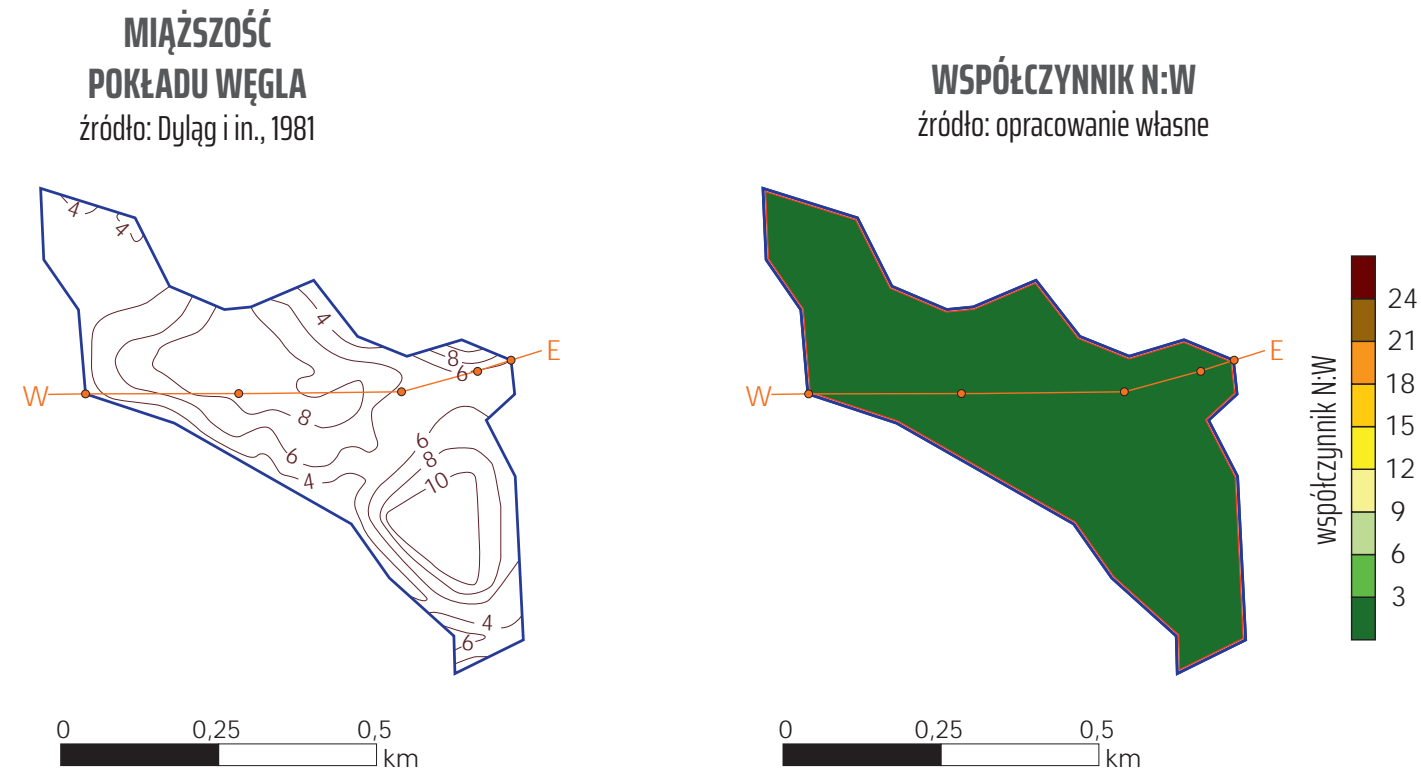 MIĄŻSZOŚĆ
POKŁADU WĘGLA
źródło: Dyląg i in., 1981
4
4
4
8
6
8
6
4
6
8
10
4
6
W
E
0 0,25 0,5
km
WSPÓŁCZYNNIK N:W
źródło: opracowanie własne
W
E
współczynnik N:W
24
21
18
15
12
9
6
3
0 0,25 0,5
km